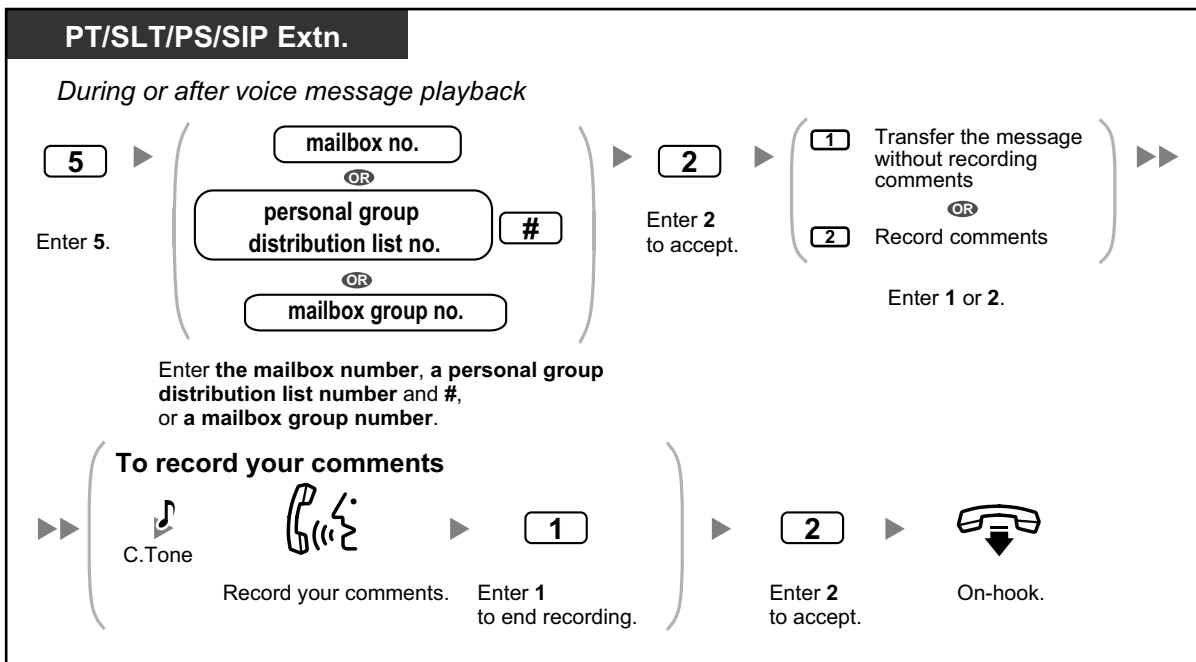 PT/SLT/PS/SIP Extn.
During or after voice message playback
5
Enter 5.
mailbox no.
OR
personal group
distribution list no.
#
OR
mailbox group no.
Enter the mailbox number, a personal group
distribution list number and #,
or a mailbox group number.
2
Enter 2
to accept.
1 Transfer the message
without recording
comments
OR
2 Record comments
Enter 1 or 2.
To record your comments
C.Tone
Record your comments.
1
Enter 1
to end recording.
2
Enter 2
to accept.
On-hook.